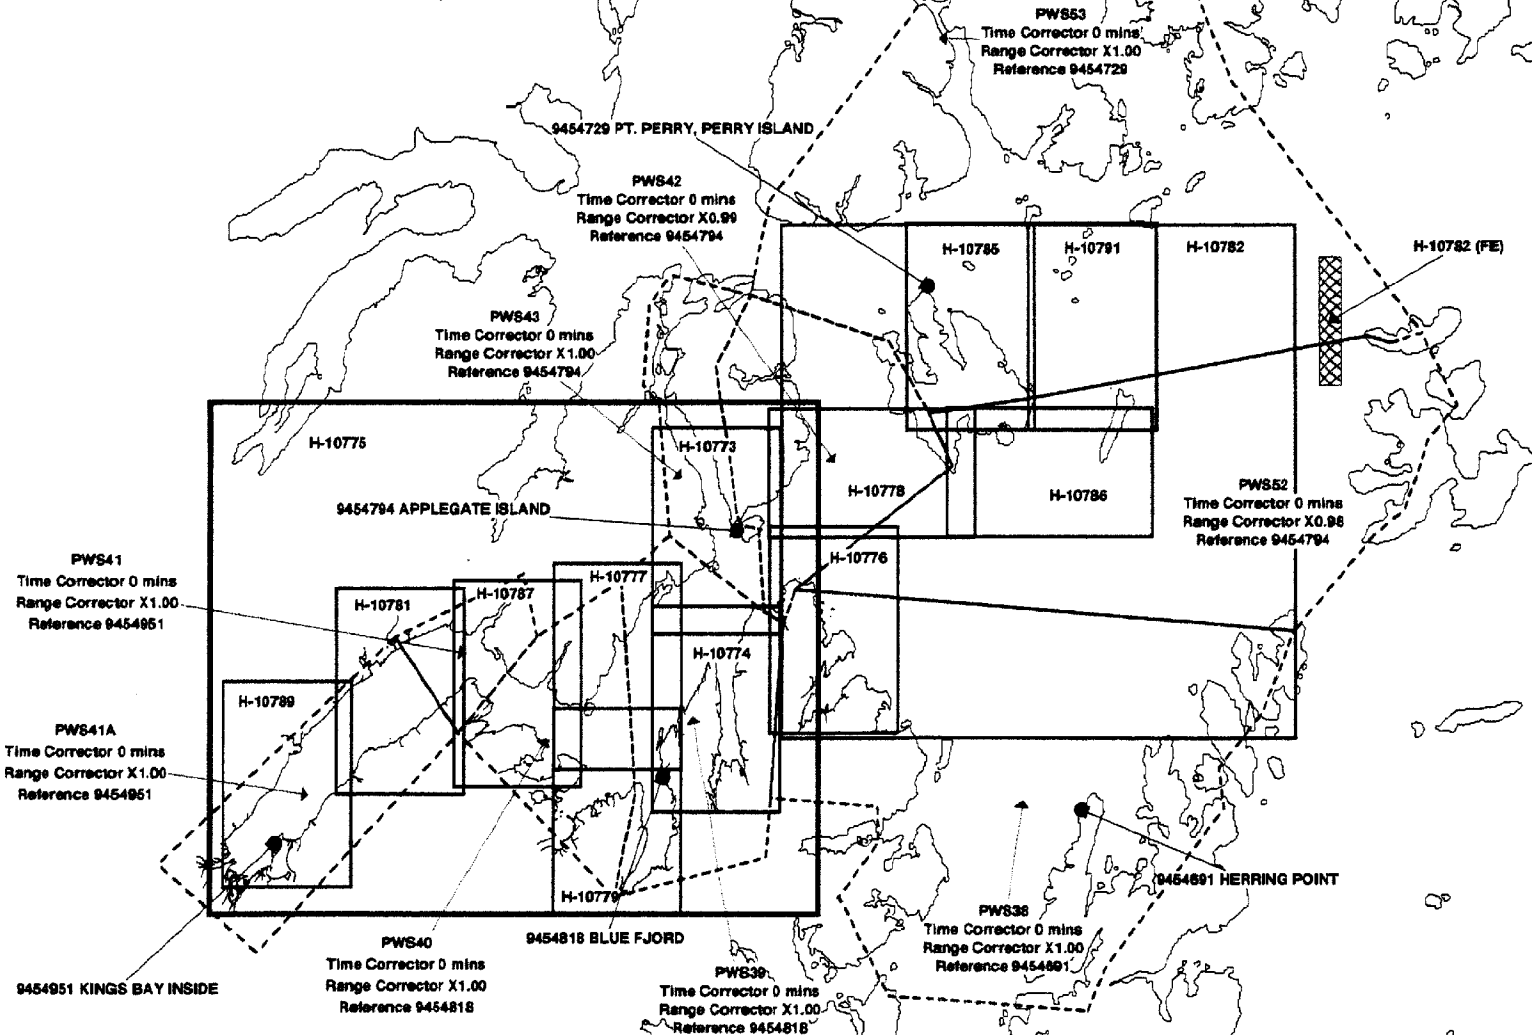 PWS53
Time Corrector 0 mins
Range Corrector X1.00
Reference 9454729
9454729 PT. PERRY, PERRY ISLAND
PWS42
Time Corrector 0 mins
Range Corrector X0.99
Reference 9454794
H-10785
H-10791
H-10782
H-10782 (FE)
PWS43
Time Corrector 0 mins
Range Corrector X1.00
Reference 9454794
H-10775
H-10773
H-10778
H-10786
PWS52
Time Corrector 0 mins
Range Corrector X0.98
Reference 9454794
9454794 APPLEGATE ISLAND
H-10776
PWS41
Time Corrector 0 mins
Range Corrector X1.00
Reference 9454951
H-10781
H-10787
H-10777
H-10774
H-10789
PWS41A
Time Corrector 0 mins
Range Corrector X1.00
Reference 9454951
H-10779
9454691 HERRING POINT
PWS38
Time Corrector 0 mins
Range Corrector X1.00
Reference 9454691
9454818 BLUE FJORD
PWS40
Time Corrector 0 mins
Range Corrector X1.00
Reference 9454818
PWS39
Time Corrector 0 mins
Range Corrector X1.00
Reference 9454818
9454951 KINGS BAY INSIDE